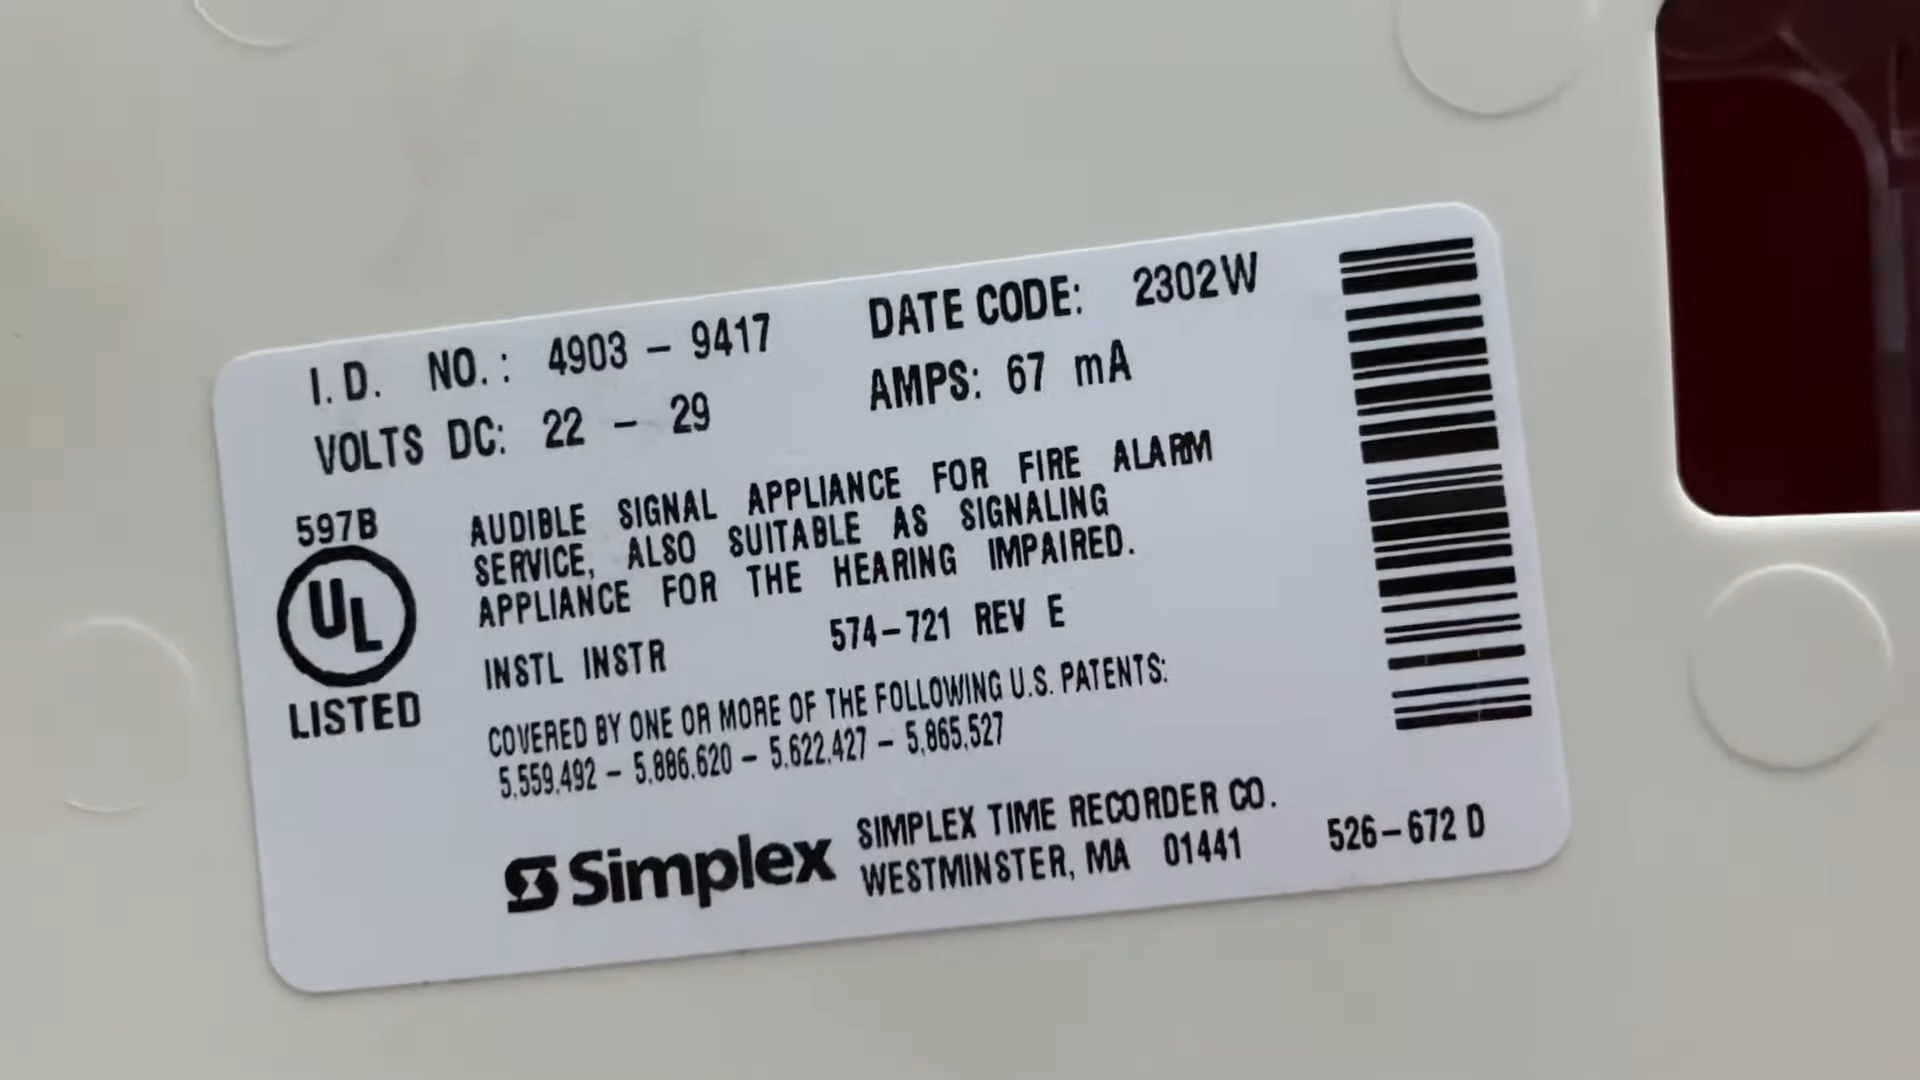 I.D. NO.: 4903 - 9417 DATE CODE: 2302W
VOLTS DC: 22 - 29 AMPS: 67 mA
597B
UL
LISTED
AUDIBLE SIGNAL APPLIANCE FOR FIRE ALARM
SERVICE, ALSO SUITABLE AS SIGNALING
APPLIANCE FOR THE HEARING IMPAIRED.
INSTL INSTR 574-721 REV E
COVERED BY ONE OR MORE OF THE FOLLOWING U.S. PATENTS:
5,559,492 - 5,886,620 - 5,622,427 - 5,865,527
Simplex
SIMPLEX TIME RECORDER CO.
WESTMINSTER, MA 01441
526-672 D